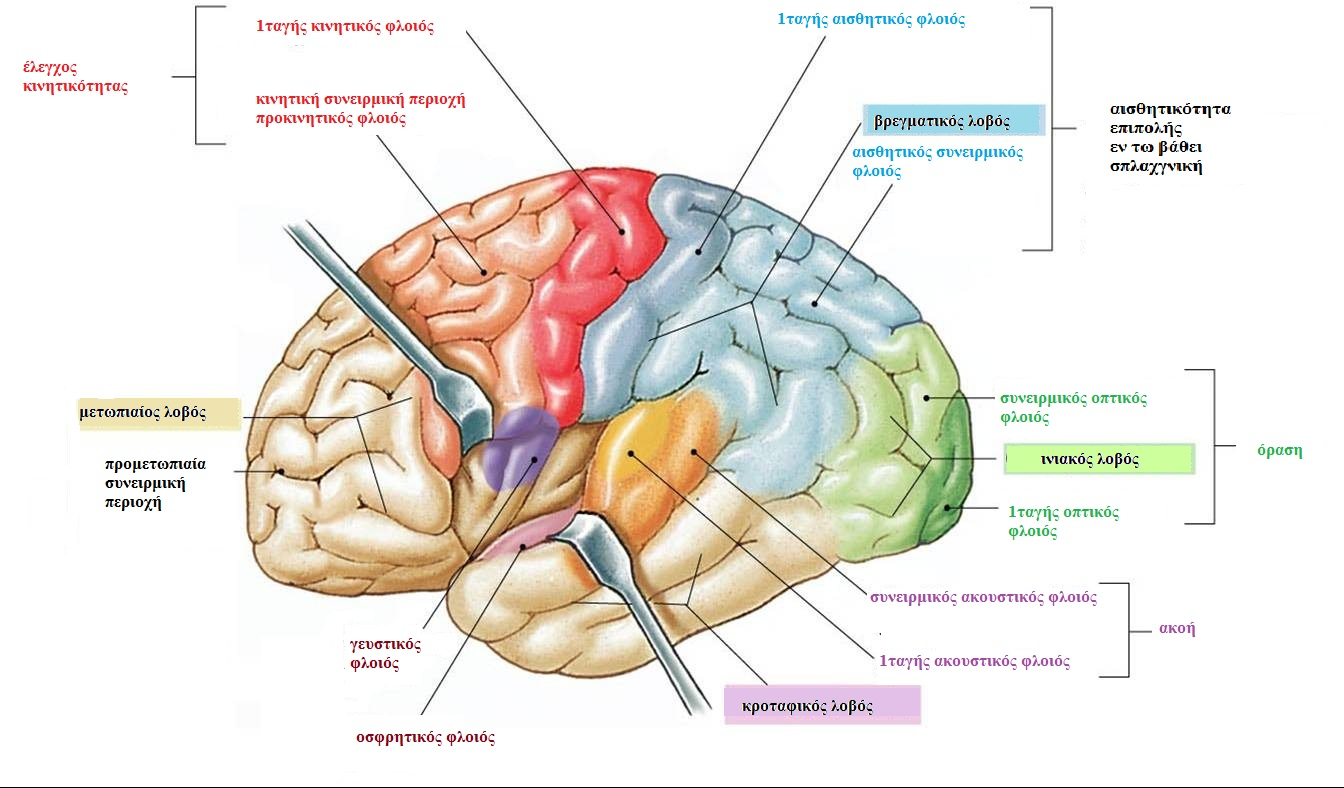 1ταγής κινητικός φλοιός
έλεγχος
κινητικότητας
κινητική συνειρμική περιοχή
προκινητικός φλοιός
1ταγής αισθητικός φλοιός
βρεγματικός λοβός
αισθητικός συνειρμικός
φλοιός
αισθητικότητα
επιπολής
εν τω βάθει
σπλαχγνική
μετωπιαίος λοβός
προμετωπιαία
συνειρμική
περιοχή
συνειρμικός οπτικός
φλοιός
ινιακός λοβός
όραση
1ταγής οπτικός
φλοιός
συνειρμικός ακουστικός φλοιός
ακοή
1ταγής ακουστικός φλοιός
κροταφικός λοβός
γευστικός
φλοιός
οσφρητικός φλοιός